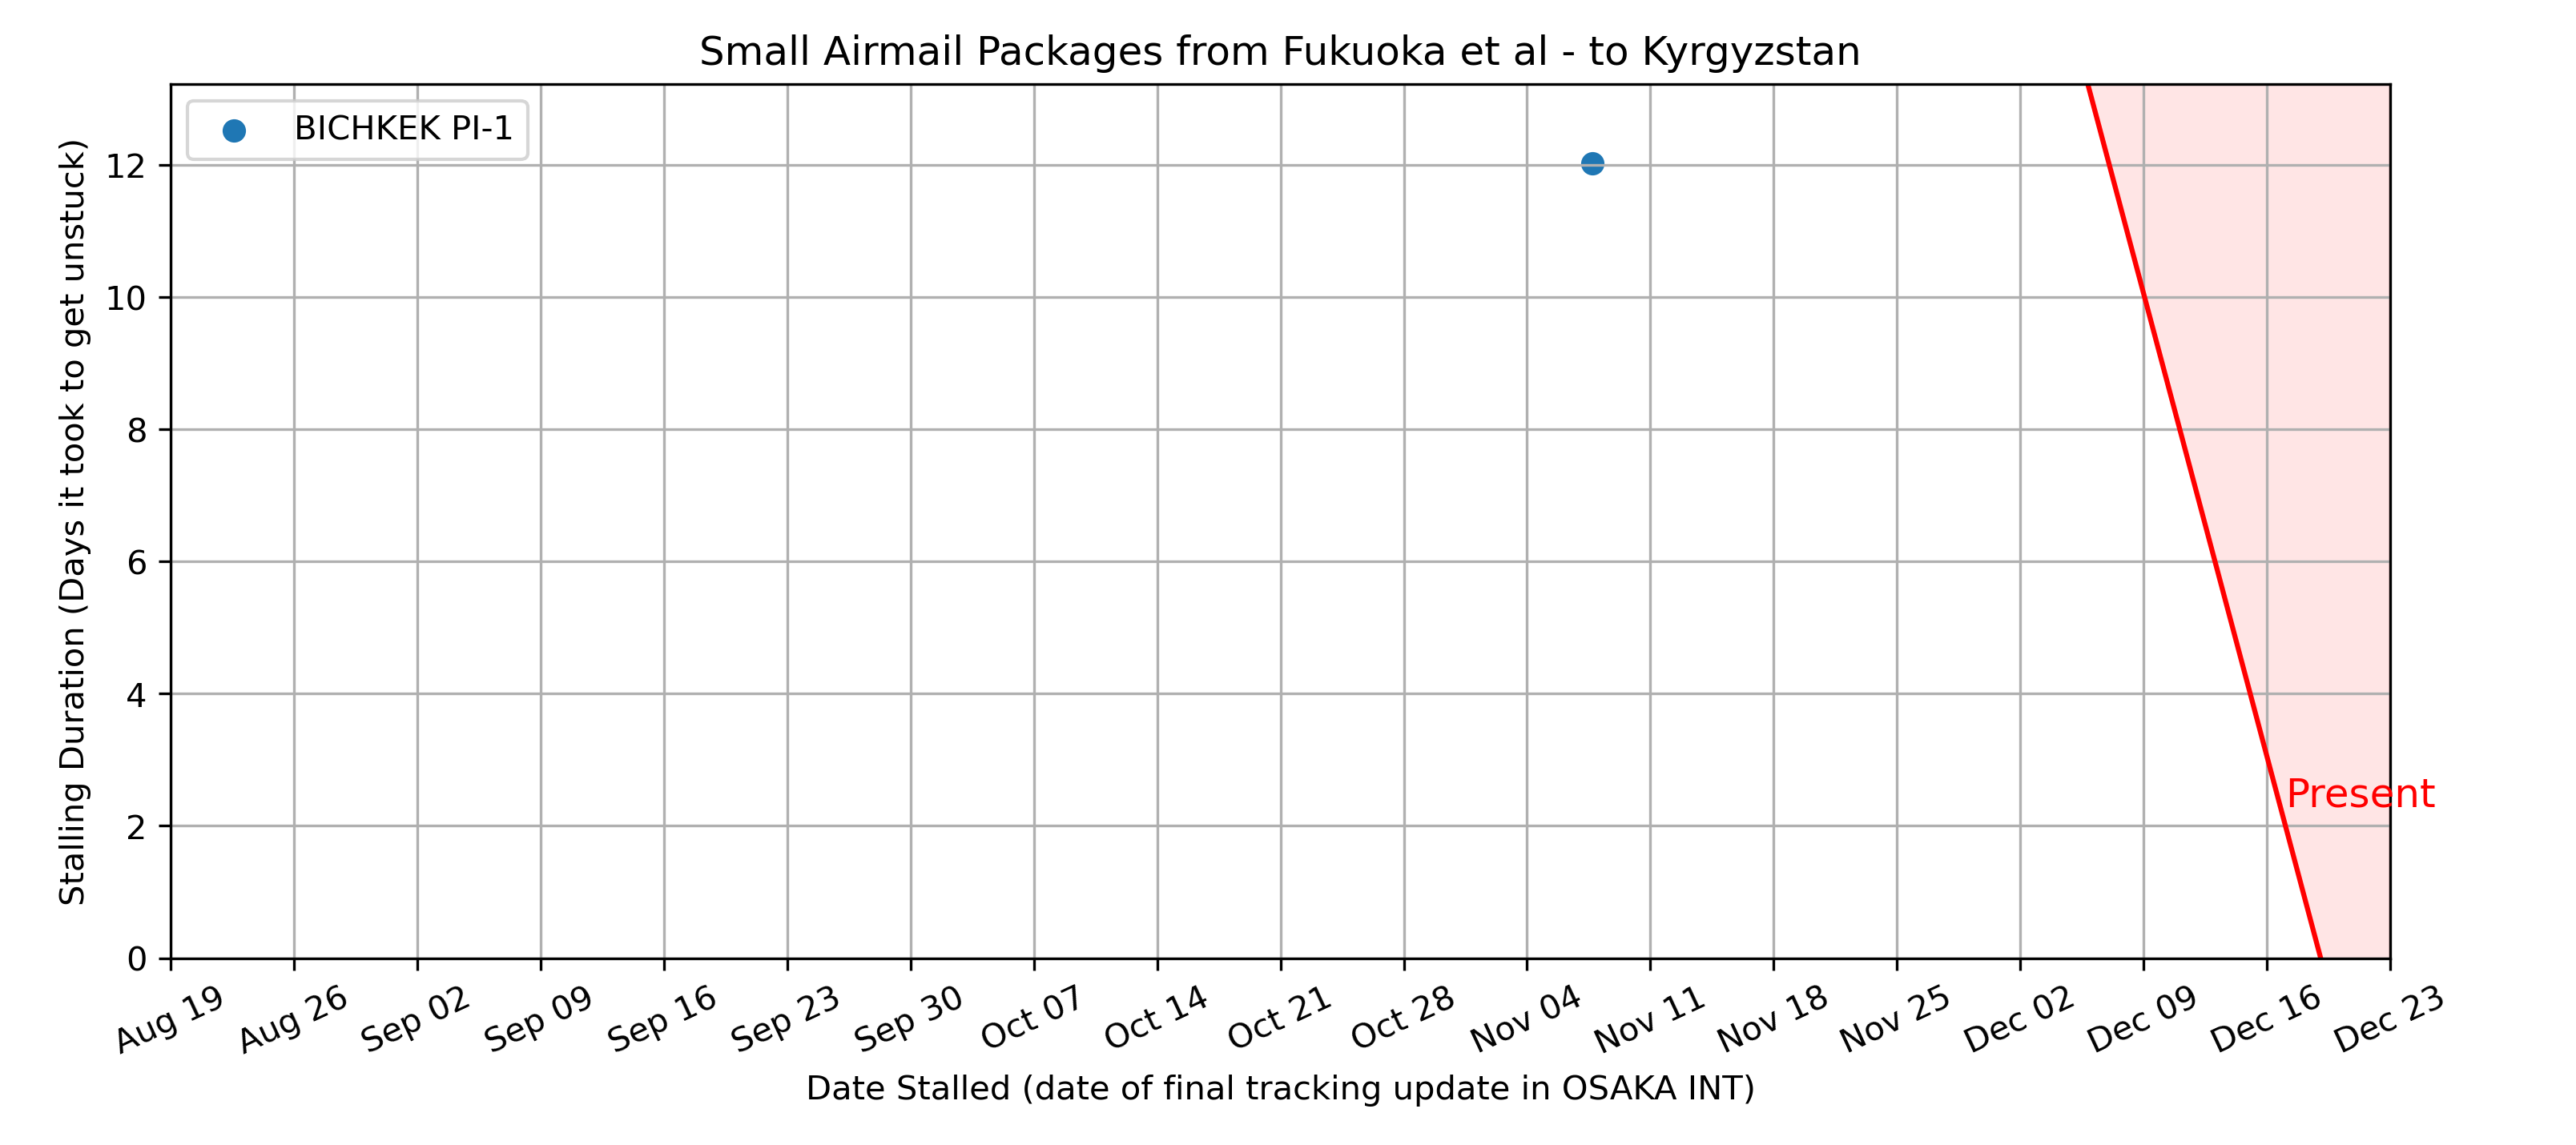 Small Airmail Packages from Fukuoka et al - to Kyrgyzstan
BICHKEK PI-1
Stalling Duration (Days it took to get unstuck)
12
10
8
6
4
2
0
Present
Aug 19
Aug 26
Sep 02
Sep 09
Sep 16
Sep 23
Sep 30
Oct 07
Oct 14
Oct 21
Oct 28
Nov 04
Nov 11
Nov 18
Nov 25
Dec 02
Dec 09
Dec 16
Dec 23
Date Stalled (date of final tracking update in OSAKA INT)